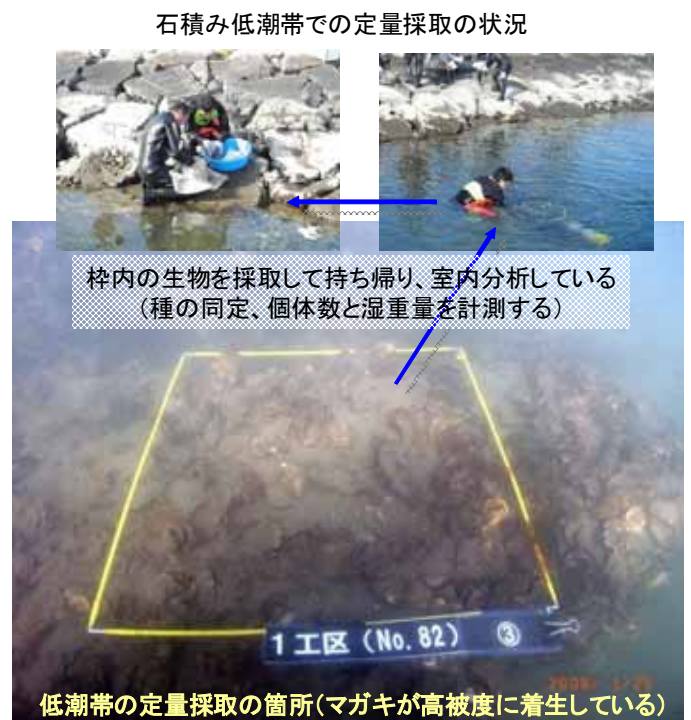 石積み低潮帯での定量採取の状況
枠内の生物を採取して持ち帰り、室内分析している
（種の同定、個体数と湿重量を計測する）
1工区（No.82） ③
低潮帯の定量採取の箇所（マガキが高被度に着生している）